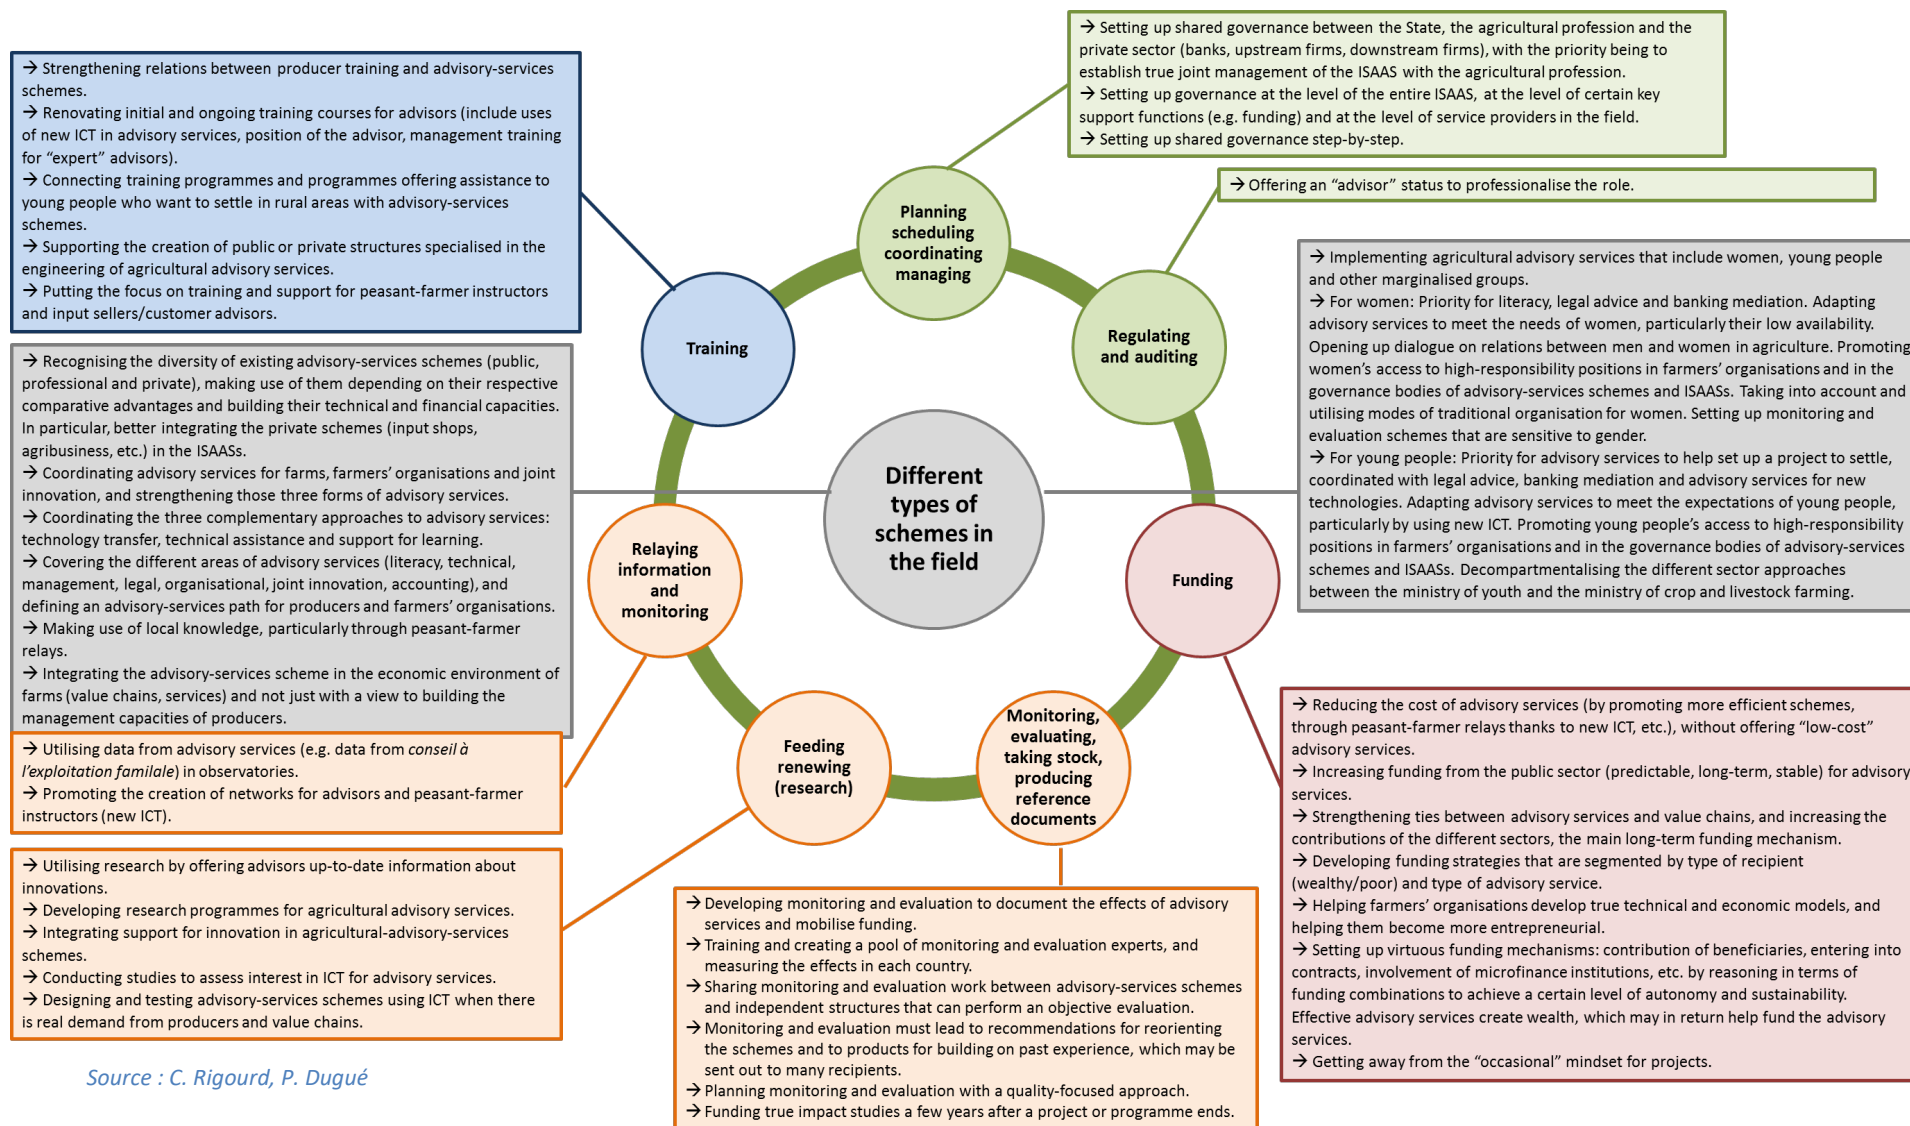 → Setting up shared governance between the State, the agricultural profession and the
private sector (banks, upstream firms, downstream firms), with the priority being to
establish true joint management of the ISAAS with the agricultural profession.
→ Setting up governance at the level of the entire ISAAS, at the level of certain key
support functions (e.g. funding) and at the level of service providers in the field.
→ Setting up shared governance step-by-step.
→ Strengthening relations between producer training and advisory-services
schemes.
→ Renovating initial and ongoing training courses for advisors (include uses
of new ICT in advisory services, position of the advisor, management training
for “expert” advisors).
→ Connecting training programmes and programmes offering assistance to
young people who want to settle in rural areas with advisory-services
schemes.
→ Supporting the creation of public or private structures specialised in the
engineering of agricultural advisory services.
→ Putting the focus on training and support for peasant-farmer instructors
and input sellers/customer advisors.
→ Offering an “advisor” status to professionalise the role.
Planning
scheduling
coordinating
managing
Regulating
and auditing
Training
→ Implementing agricultural advisory services that include women, young people
and other marginalised groups.
→ For women: Priority for literacy, legal advice and banking mediation. Adapting
advisory services to meet the needs of women, particularly their low availability.
Opening up dialogue on relations between men and women in agriculture. Promoting
women’s access to high-responsibility positions in farmers’ organisations and in the
governance bodies of advisory-services schemes and ISAASs. Taking into account and
utilising modes of traditional organisation for women. Setting up monitoring and
evaluation schemes that are sensitive to gender.
→ For young people: Priority for advisory services to help set up a project to settle,
coordinated with legal advice, banking mediation and advisory services for new
technologies. Adapting advisory services to meet the expectations of young people,
particularly by using new ICT. Promoting young people’s access to high-responsibility
positions in farmers’ organisations and in the governance bodies of advisory-services
schemes and ISAASs. Decompartmentalising the different sector approaches
between the ministry of youth and the ministry of crop and livestock farming.
→ Recognising the diversity of existing advisory-services schemes (public,
professional and private), making use of them depending on their respective
comparative advantages and building their technical and financial capacities.
In particular, better integrating the private schemes (input shops,
agribusiness, etc.) in the ISAASs.
→ Coordinating advisory services for farms, farmers’ organisations and joint
innovation, and strengthening those three forms of advisory services.
→ Coordinating the three complementary approaches to advisory services:
technology transfer, technical assistance and support for learning.
→ Covering the different areas of advisory services (literacy, technical,
management, legal, organisational, joint innovation, accounting), and
defining an advisory-services path for producers and farmers’ organisations.
→ Making use of local knowledge, particularly through peasant-farmer
relays.
→ Integrating the advisory-services scheme in the economic environment of
farms (value chains, services) and not just with a view to building the
management capacities of producers.
Different
types of
schemes in
the field
Relaying
information
and
monitoring
Funding
Feeding
renewing
(research)
Monitoring,
evaluating,
taking stock,
producing
reference
documents
→ Utilising data from advisory services (e.g. data from conseil à
l’exploitation familale) in observatories.
→ Promoting the creation of networks for advisors and peasant-farmer
instructors (new ICT).
→ Utilising research by offering advisors up-to-date information about
innovations.
→ Developing research programmes for agricultural advisory services.
→ Integrating support for innovation in agricultural-advisory-services
schemes.
→ Conducting studies to assess interest in ICT for advisory services.
→ Designing and testing advisory-services schemes using ICT when there
is real demand from producers and value chains.
→ Developing monitoring and evaluation to document the effects of advisory
services and mobilise funding.
→ Training and creating a pool of monitoring and evaluation experts, and
measuring the effects in each country.
→ Sharing monitoring and evaluation work between advisory-services schemes
and independent structures that can perform an objective evaluation.
→ Monitoring and evaluation must lead to recommendations for reorienting
the schemes and to products for building on past experience, which may be
sent out to many recipients.
→ Planning monitoring and evaluation with a quality-focused approach.
→ Funding true impact studies a few years after a project or programme ends.
→ Reducing the cost of advisory services (by promoting more efficient schemes,
through peasant-farmer relays thanks to new ICT, etc.), without offering “low-cost”
advisory services.
→ Increasing funding from the public sector (predictable, long-term, stable) for advisory
services.
→ Strengthening ties between advisory services and value chains, and increasing the
contributions of the different sectors, the main long-term funding mechanism.
→ Developing funding strategies that are segmented by type of recipient
(wealthy/poor) and type of advisory service.
→ Helping farmers’ organisations develop true technical and economic models, and
helping them become more entrepreneurial.
→ Setting up virtuous funding mechanisms: contribution of beneficiaries, entering into
contracts, involvement of microfinance institutions, etc. by reasoning in terms of
funding combinations to achieve a certain level of autonomy and sustainability.
Effective advisory services create wealth, which may in return help fund the advisory
services.
→ Getting away from the “occasional” mindset for projects.
Source : C. Rigourd, P. Dugué